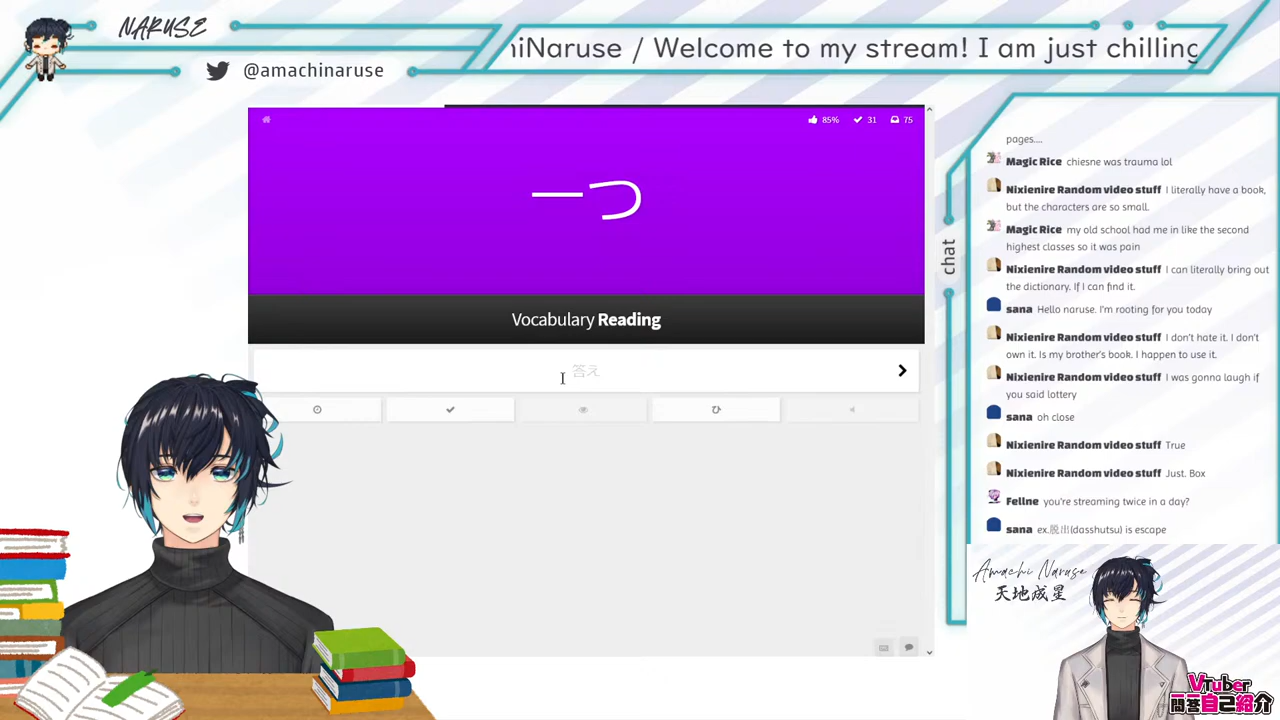 NARUSE
@amachinaruse
iNaruse / Welcome to my stream! I am just chilling
85% 31 75
一つ
Vocabulary Reading
答え
ひ
chat
pages....
Magic Rice chiesne was trauma lol
Nixienire Random video stuff I literally have a book,
but the characters are so small.
Magic Rice my old school had me in like the second
highest classes so it was pain
Nixienire Random video stuff I can literally bring out
the dictionary. If I can find it.
sana Hello naruse. I'm rooting for you today
Nixienire Random video stuff I don't hate it. I don't
own it. Is my brother's book. I happen to use it.
Nixienire Random video stuff I was gonna laugh if
you said lottery
sana oh close
Nixienire Random video stuff True
Nixienire Random video stuff Just. Box
Fellne you're streaming twice in a day?
sana ex.脱出(dasshutsu) is escape
Amachi Naruse
天地成星
VTuber
一問一答自己紹介